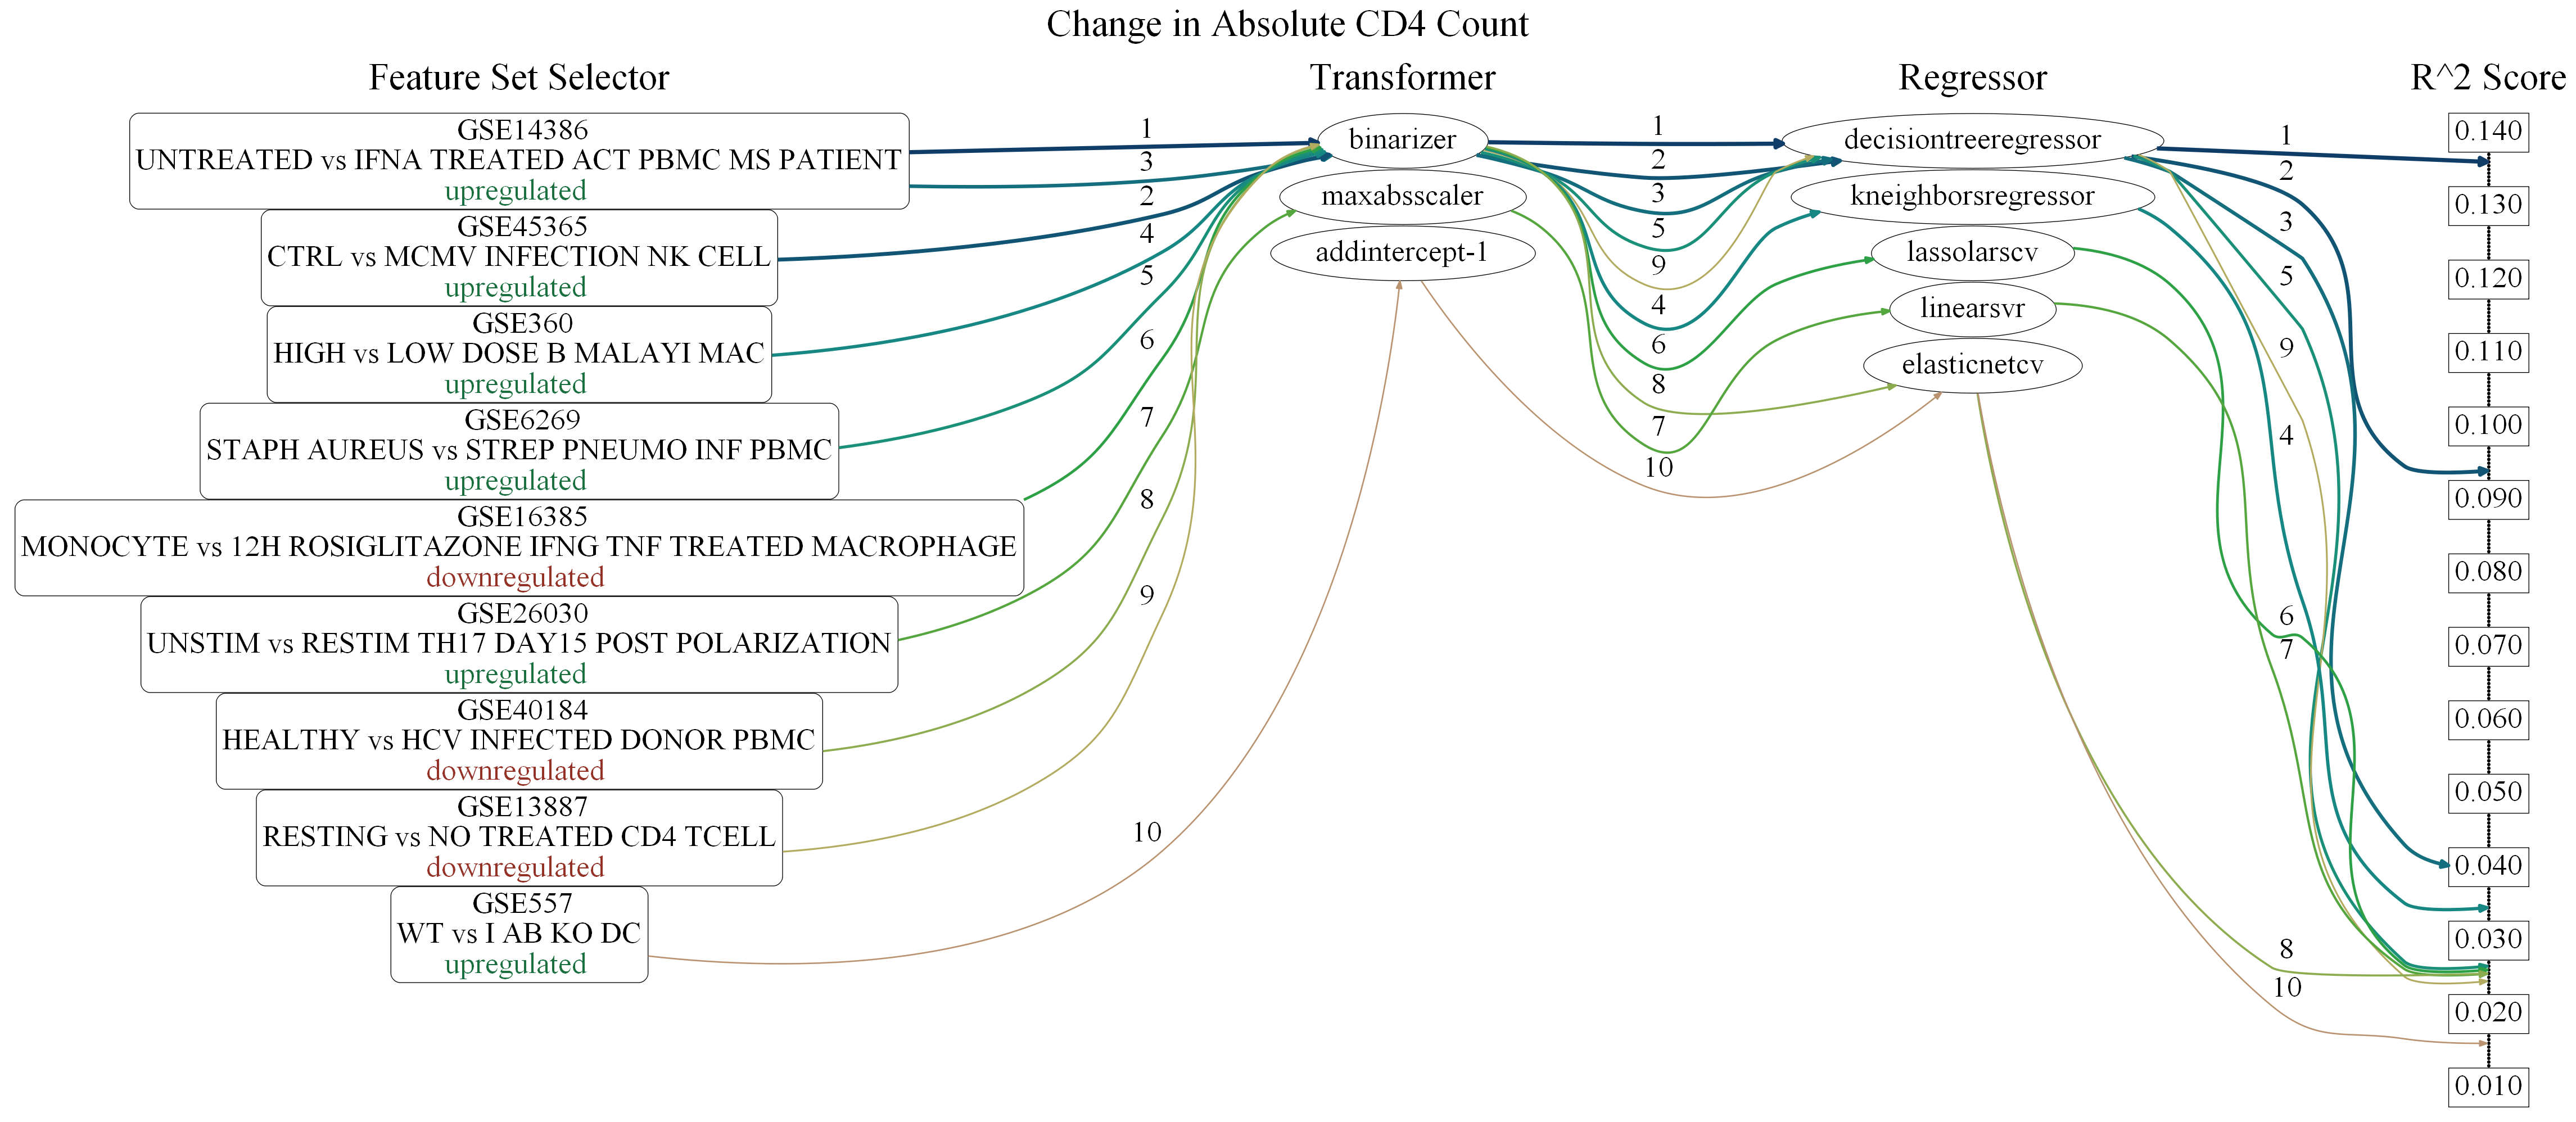 Change in Absolute CD4 Count
Feature Set Selector
Transformer
Regressor
R^2 Score
GSE14386
UNTREATED vs IFNA TREATED ACT PBMC MS PATIENT
upregulated
GSE45365
CTRL vs MCMV INFECTION NK CELL
upregulated
GSE360
HIGH vs LOW DOSE B MALAYI MAC
upregulated
GSE6269
STAPH AUREUS vs STREP PNEUMO INF PBMC
upregulated
GSE16385
MONOCYTE vs 12H ROSIGLITAZONE IFNG TNF TREATED MACROPHAGE
downregulated
GSE26030
UNSTIM vs RESTIM TH17 DAY15 POST POLARIZATION
upregulated
GSE40184
HEALTHY vs HCV INFECTED DONOR PBMC
downregulated
GSE13887
RESTING vs NO TREATED CD4 TCELL
downregulated
GSE557
WT vs I AB KO DC
upregulated
1
3
2
4
5
6
7
8
9
10
binarizer
maxabsscaler
addintercept-1
1
2
3
5
9
4
6
8
7
10
decisiontreeregressor
kneighborsregressor
lassolarscv
linearsvr
elasticnetcv
1
2
3
5
9
4
6
7
8
10
0.140
0.130
0.120
0.110
0.100
0.090
0.080
0.070
0.060
0.050
0.040
0.030
0.020
0.010